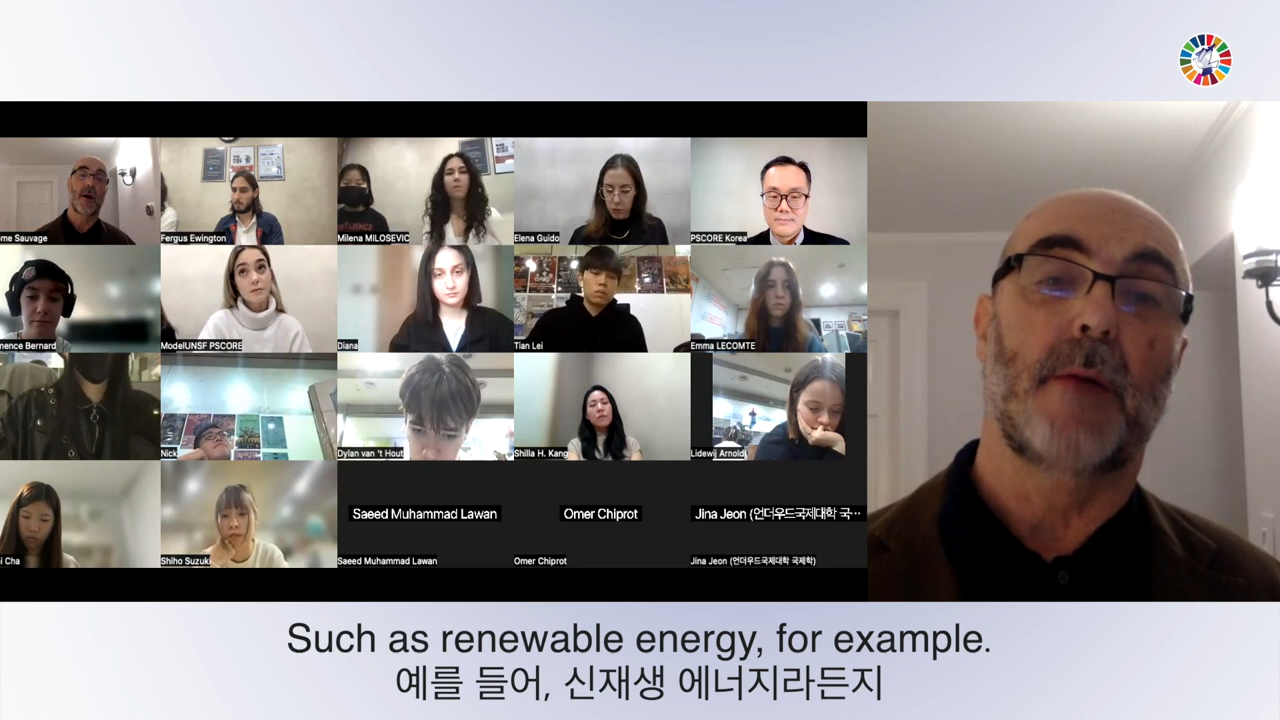 me Sauvage
Fergus Ewington
Milena MILOSEVIC
Elena Guido
PSCORE Korea
mence Bernard
ModelUNSF PSCORE
Diana
Tian Lei
Emma LECOMTE
Nick
Dylan van 't Hout
Shilla H. Kang
Lidewij Arnold
Saeed Muhammad Lawan
Omer Chiprot
Jina Jeon (언더우드국제대학 국…
i Cha
Shiho Suzuki
Saeed Muhammad Lawan
Omer Chiprot
Jina Jeon (언더우드국제대학 국제학)
Such as renewable energy, for example.
예를 들어, 신재생 에너지라든지